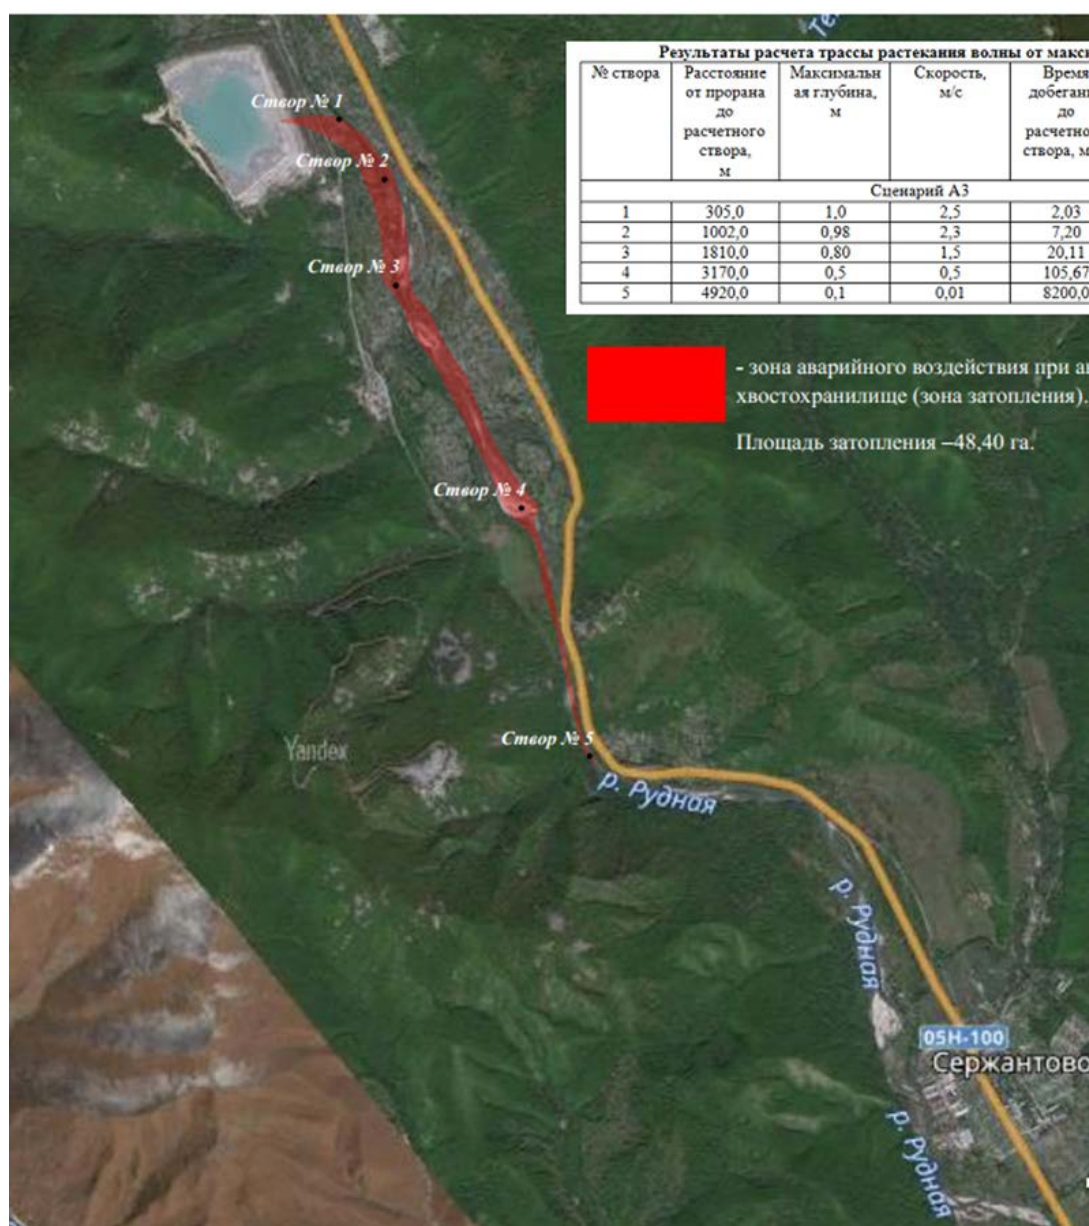 Те
Результаты расчета трассы растекания волны от макси
№ створа
Расстояние
от прорана
до
расчетного
створа,
м
Максимальн
ая глубина,
м
Скорость,
м/с
Время
добегани
до
расчетно
створа, м
Сценарий А3
1 305,0 1,0 2,5 2,03
2 1002,0 0,98 2,3 7,20
3 1810,0 0,80 1,5 20,11
4 3170,0 0,5 0,5 105,67
5 4920,0 0,1 0,01 8200,0
- зона аварийного воздействия при ав
хвостохранилище (зона затопления).
Площадь затопления –48,40 га.
Створ № 1
Створ № 2
Створ № 3
Створ № 4
Створ № 5
Yandex
р. Рудная
р. Рудная
05Н-100
Сержантово
р. Рудная